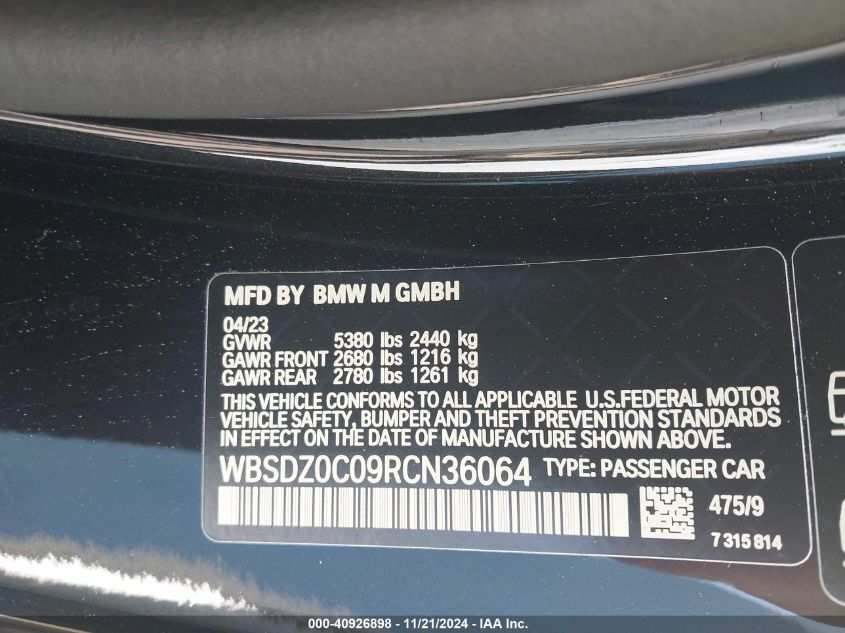 MFD BY BMW M GMBH
04/23
GVWR 5380 lbs 2440 kg
GAWR FRONT 2680 lbs 1216 kg
GAWR REAR 2780 lbs 1261 kg
THIS VEHICLE CONFORMS TO ALL APPLICABLE U.S.FEDERAL MOTOR
VEHICLE SAFETY, BUMPER AND THEFT PREVENTION STANDARDS
IN EFFECT ON THE DATE OF MANUFACTURE SHOWN ABOVE.
WBSDZ0C09RCN36064 TYPE: PASSENGER CAR
475/9
7 315 814
000-40926898 - 11/21/2024 - IAA Inc.